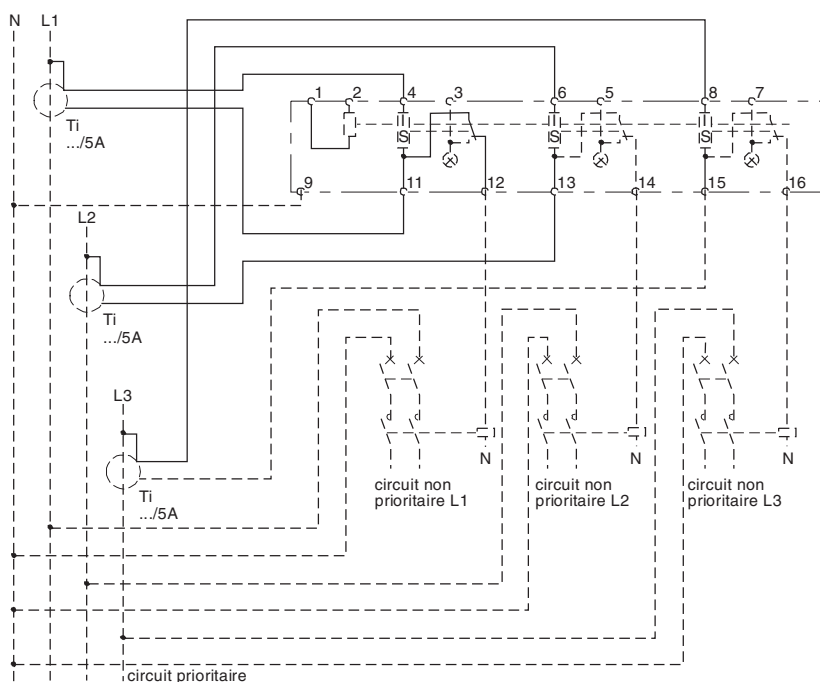 N L1
1 2 4 3 6 5 8 7
Ti
.../5A
S S S
9 11 12 13 14 15 16
L2
Ti
.../5A
L3
N N N
Ti
.../5A
circuit non
prioritaire L1
circuit non
prioritaire L2
circuit non
prioritaire L3
circuit prioritaire